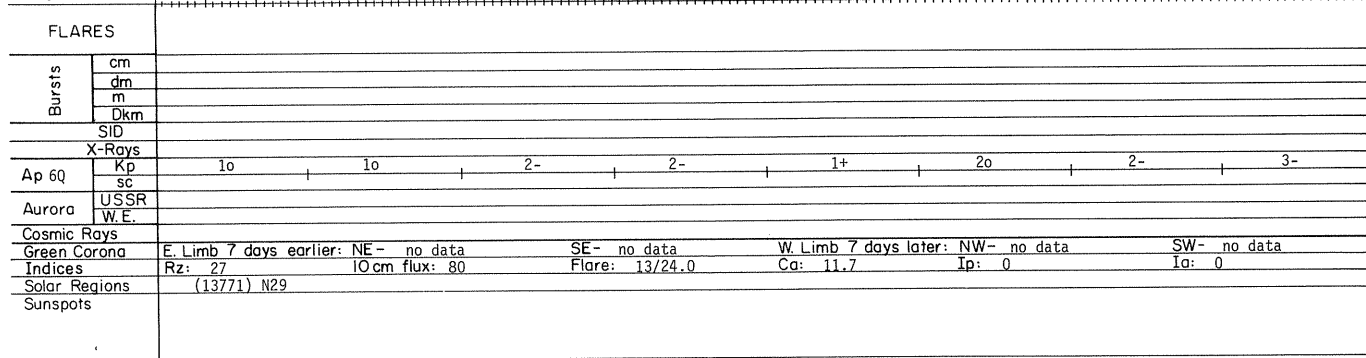 FLARES
Bursts cm
dm
m
Dkm
SID
X-Rays
Ap 6Q Kp 1o 1o 2- 2- 1+ 2o 2- 3-
sc
Aurora USSR
W.E.
Cosmic Rays
Green Corona E. Limb 7 days earlier: NE- no data SE- no data W. Limb 7 days later: NW- no data SW- no data
Indices Rz: 27 10 cm flux: 80 Flare: 13/24.0 Ca: 11.7 Ip: 0 Ia: 0
Solar Regions (13771) N29
Sunspots